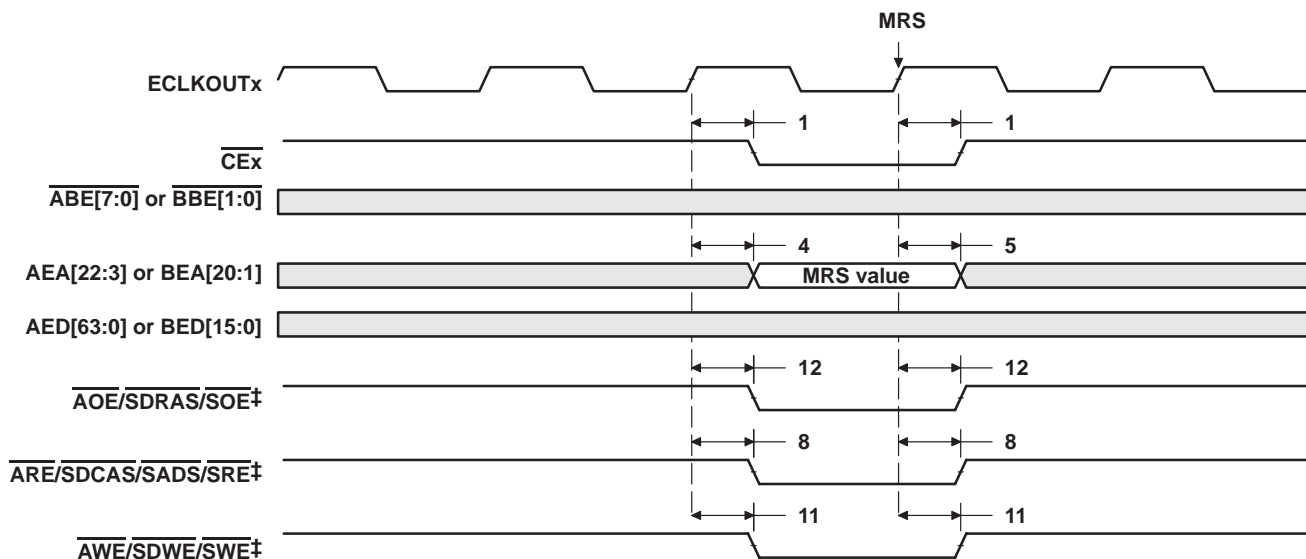 MRS
ECLKOUTx
1 1
CEx
ABE[7:0] or BBE[1:0]
4 5
AEA[22:3] or BEA[20:1] MRS value
AED[63:0] or BED[15:0]
12 12
AOE/SDRAS/SOE‡
8 8
ARE/SDCAS/SADS/SRE‡
11 11
AWE/SDWE/SWE‡